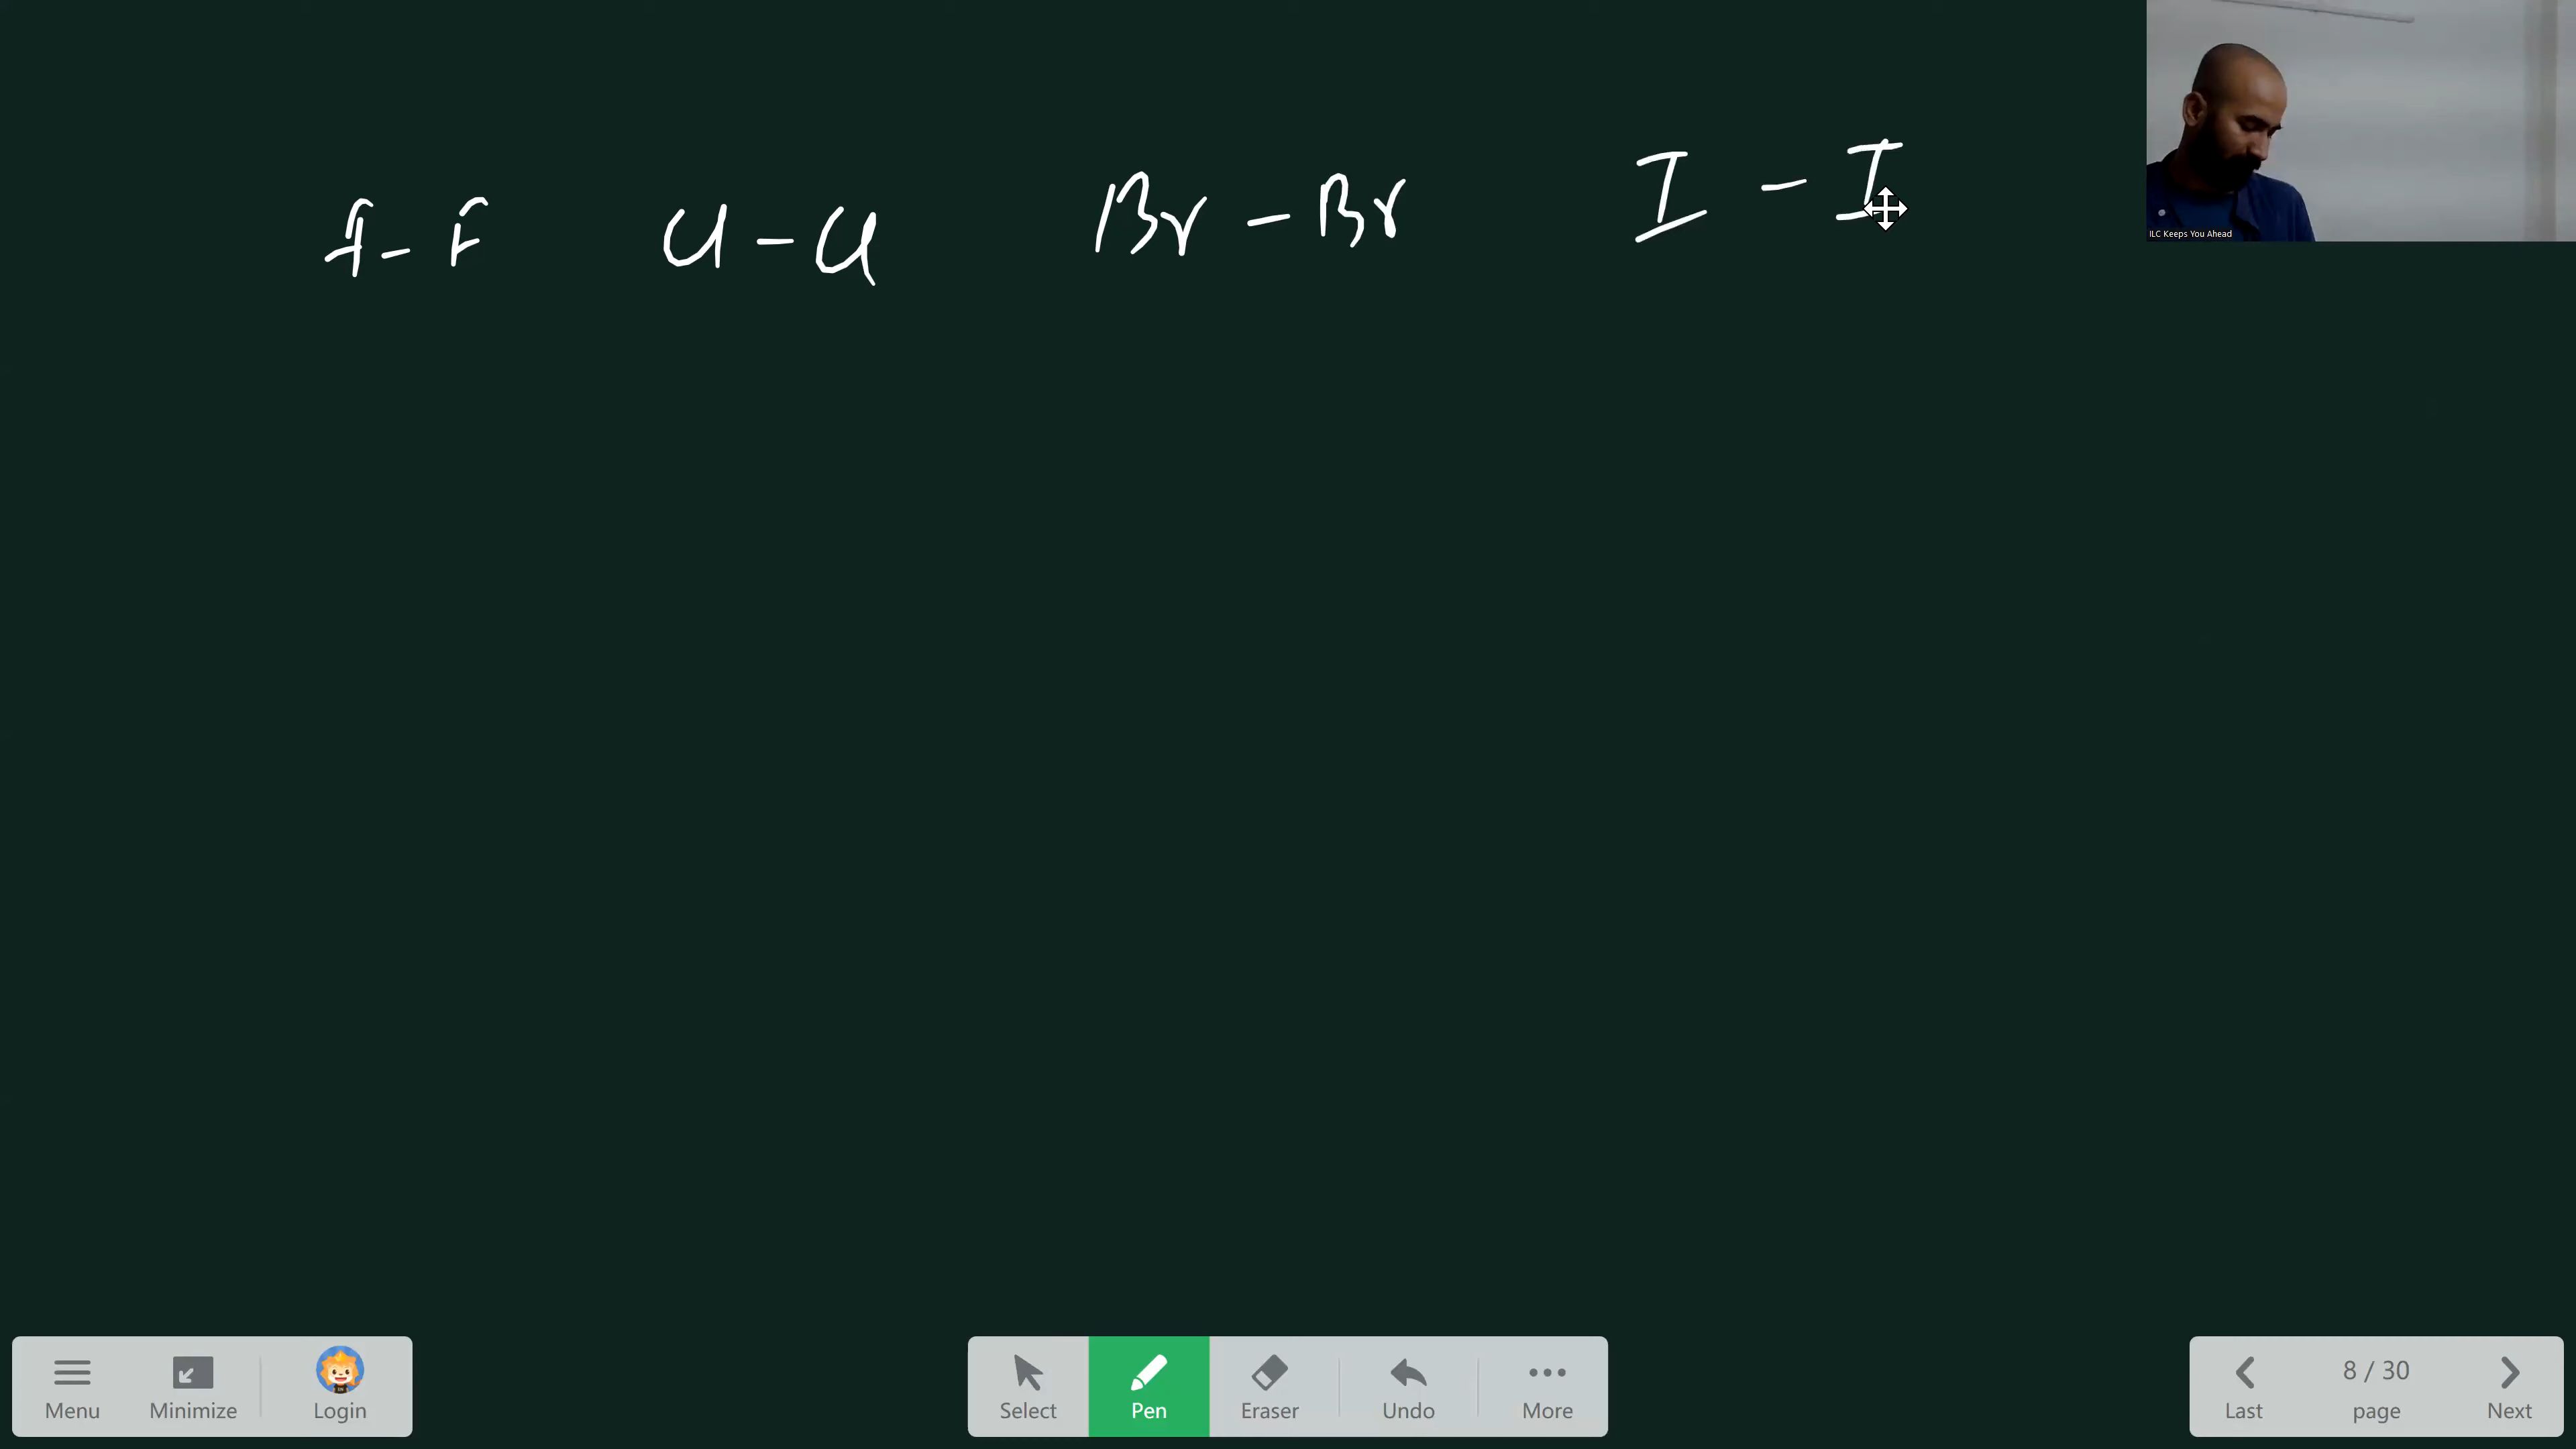 F - F Cl - Cl Br - Br I - I
ILC Keeps You Ahead
Menu Minimize Login Select Pen Eraser Undo More Last 8 / 30 page Next